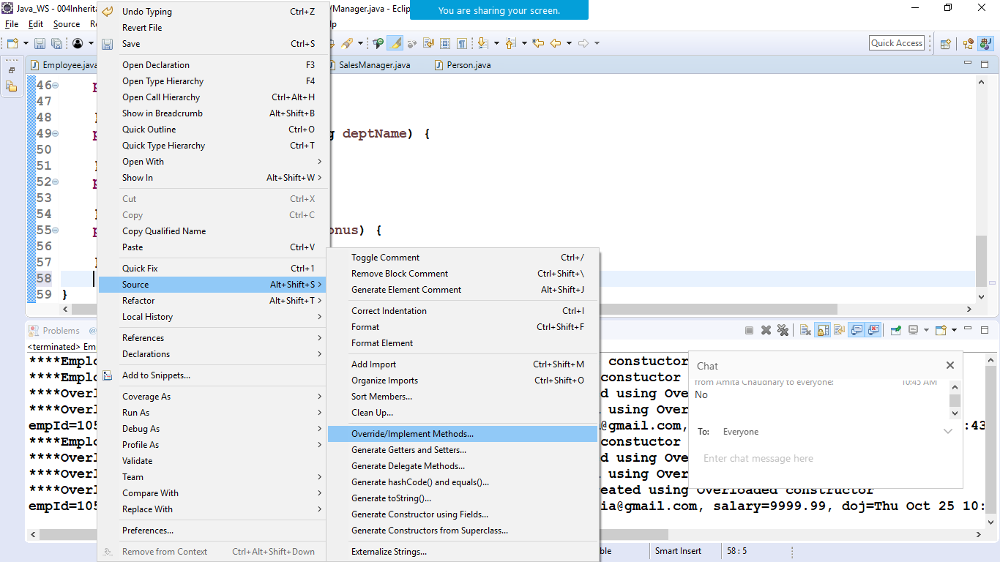 Java_WS - 004Inherita
/Manager.java - Eclip
You are sharing your screen.
File Edit Source Re
lp
Quick Access
Employee.java
SalesManager.java
Person.java
46 p
47
48 }
49 p g deptName) {
50
51 }
52 p
53
54 }
55 p onus) {
56
57 }
58
59 }
Undo Typing Ctrl+Z
Revert File
Save Ctrl+S
Open Declaration F3
Open Type Hierarchy F4
Open Call Hierarchy Ctrl+Alt+H
Show in Breadcrumb Alt+Shift+B
Quick Outline Ctrl+O
Quick Type Hierarchy Ctrl+T
Open With
Show In Alt+Shift+W
Cut Ctrl+X
Copy Ctrl+C
Copy Qualified Name
Paste Ctrl+V
Quick Fix Ctrl+1
Source Alt+Shift+S
Refactor Alt+Shift+T
Local History
References
Declarations
Add to Snippets...
Coverage As
Run As
Debug As
Profile As
Validate
Team
Compare With
Replace With
Preferences...
Remove from Context Ctrl+Alt+Shift+Down
Toggle Comment Ctrl+/
Remove Block Comment Ctrl+Shift+\
Generate Element Comment Alt+Shift+J
Correct Indentation Ctrl+I
Format Ctrl+Shift+F
Format Element
Add Import Ctrl+Shift+M
Organize Imports Ctrl+Shift+O
Sort Members...
Clean Up...
Override/Implement Methods...
Generate Getters and Setters...
Generate Delegate Methods...
Generate hashCode() and equals()...
Generate toString()...
Generate Constructor using Fields...
Generate Constructors from Superclass...
Externalize Strings...
Problems @
<terminated> Em
****Emplo constuctor
****Emplo constuctor
****Overl d using Over
****Overl d using Over
empId=105 a@gmail.com, :43
****Emplo constuctor
****Overl d using Over
****Overl d using Over
****Overl eated using Overloaded constructor
empId=105 ia@gmail.com, salary=9999.99, doj=Thu Oct 25 10:
Chat
from Amita Chaudhary to everyone: 10:45 AM
No
To: Everyone
Enter chat message here
ble Smart Insert 58 : 5